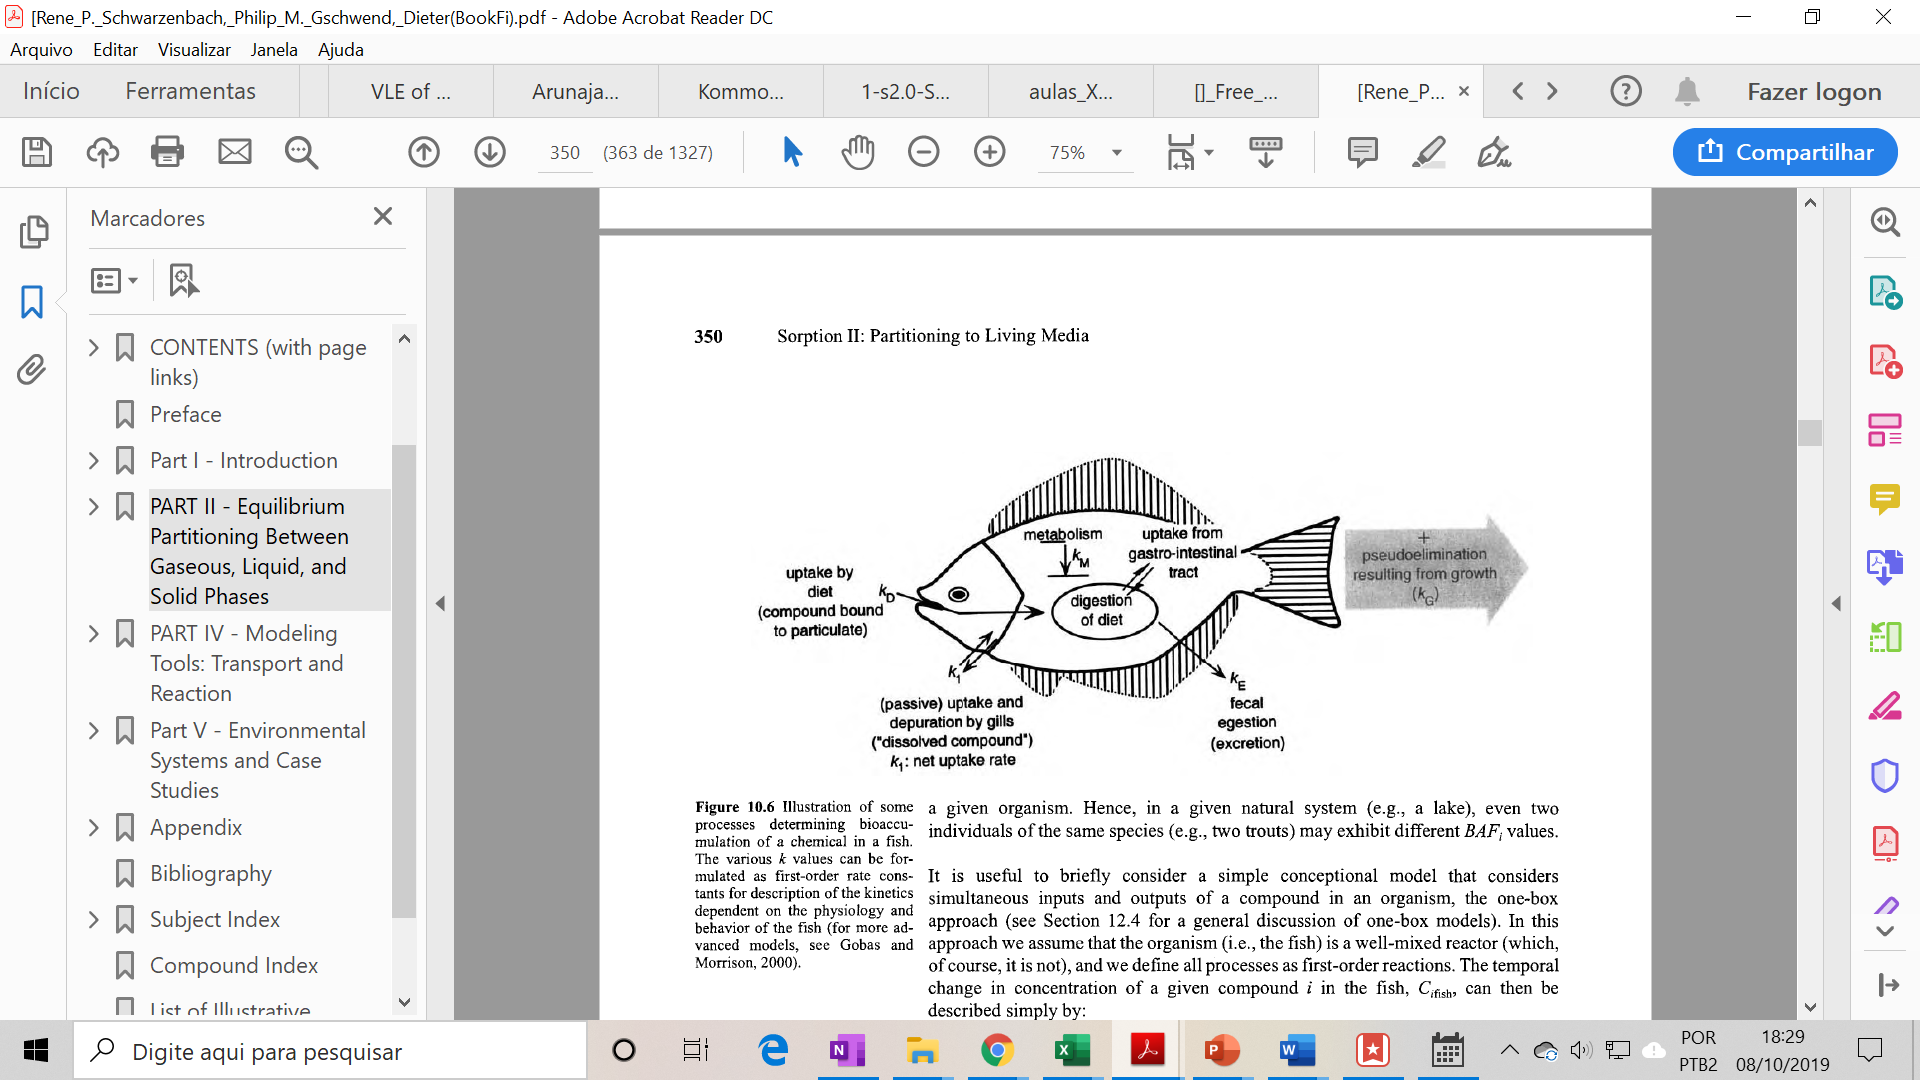 [Rene_P._Schwarzenbach,_Philip_M._Gschwend,_Dieter(BookFi).pdf - Adobe Acrobat Reader DC
Arquivo Editar Visualizar Janela Ajuda
Início Ferramentas VLE of ... Arunaja... Kommo... 1-s2.0-S... aulas_X... []_Free_... [Rene_P... Fazer logon
350 (363 de 1327) 75% Compartilhar
Marcadores
CONTENTS (with page
links)
Preface
Part I - Introduction
PART II - Equilibrium
Partitioning Between
Gaseous, Liquid, and
Solid Phases
PART IV - Modeling
Tools: Transport and
Reaction
Part V - Environmental
Systems and Case
Studies
Appendix
Bibliography
Subject Index
Compound Index
List of Illustrative
350 Sorption II: Partitioning to Living Media
metabolism
kM
uptake from
gastro-intestinal
tract
+
pseudoelimination
resulting from growth
(kG)
uptake by
diet
(compound bound
to particulate)
kD
digestion
of diet
k1
(passive) uptake and
depuration by gills
("dissolved compound")
k1: net uptake rate
kE
fecal
egestion
(excretion)
Figure 10.6 Illustration of some
processes determining bioaccu-
mulation of a chemical in a fish.
The various k values can be for-
mulated as first-order rate cons-
tants for description of the kinetics
dependent on the physiology and
behavior of the fish (for more ad-
vanced models, see Gobas and
Morrison, 2000).
a given organism. Hence, in a given natural system (e.g., a lake), even two
individuals of the same species (e.g., two trouts) may exhibit different BAFi values.
It is useful to briefly consider a simple conceptional model that considers
simultaneous inputs and outputs of a compound in an organism, the one-box
approach (see Section 12.4 for a general discussion of one-box models). In this
approach we assume that the organism (i.e., the fish) is a well-mixed reactor (which,
of course, it is not), and we define all processes as first-order reactions. The temporal
change in concentration of a given compound i in the fish, Cifish, can then be
described simply by:
Digite aqui para pesquisar
POR
PTB2
18:29
08/10/2019